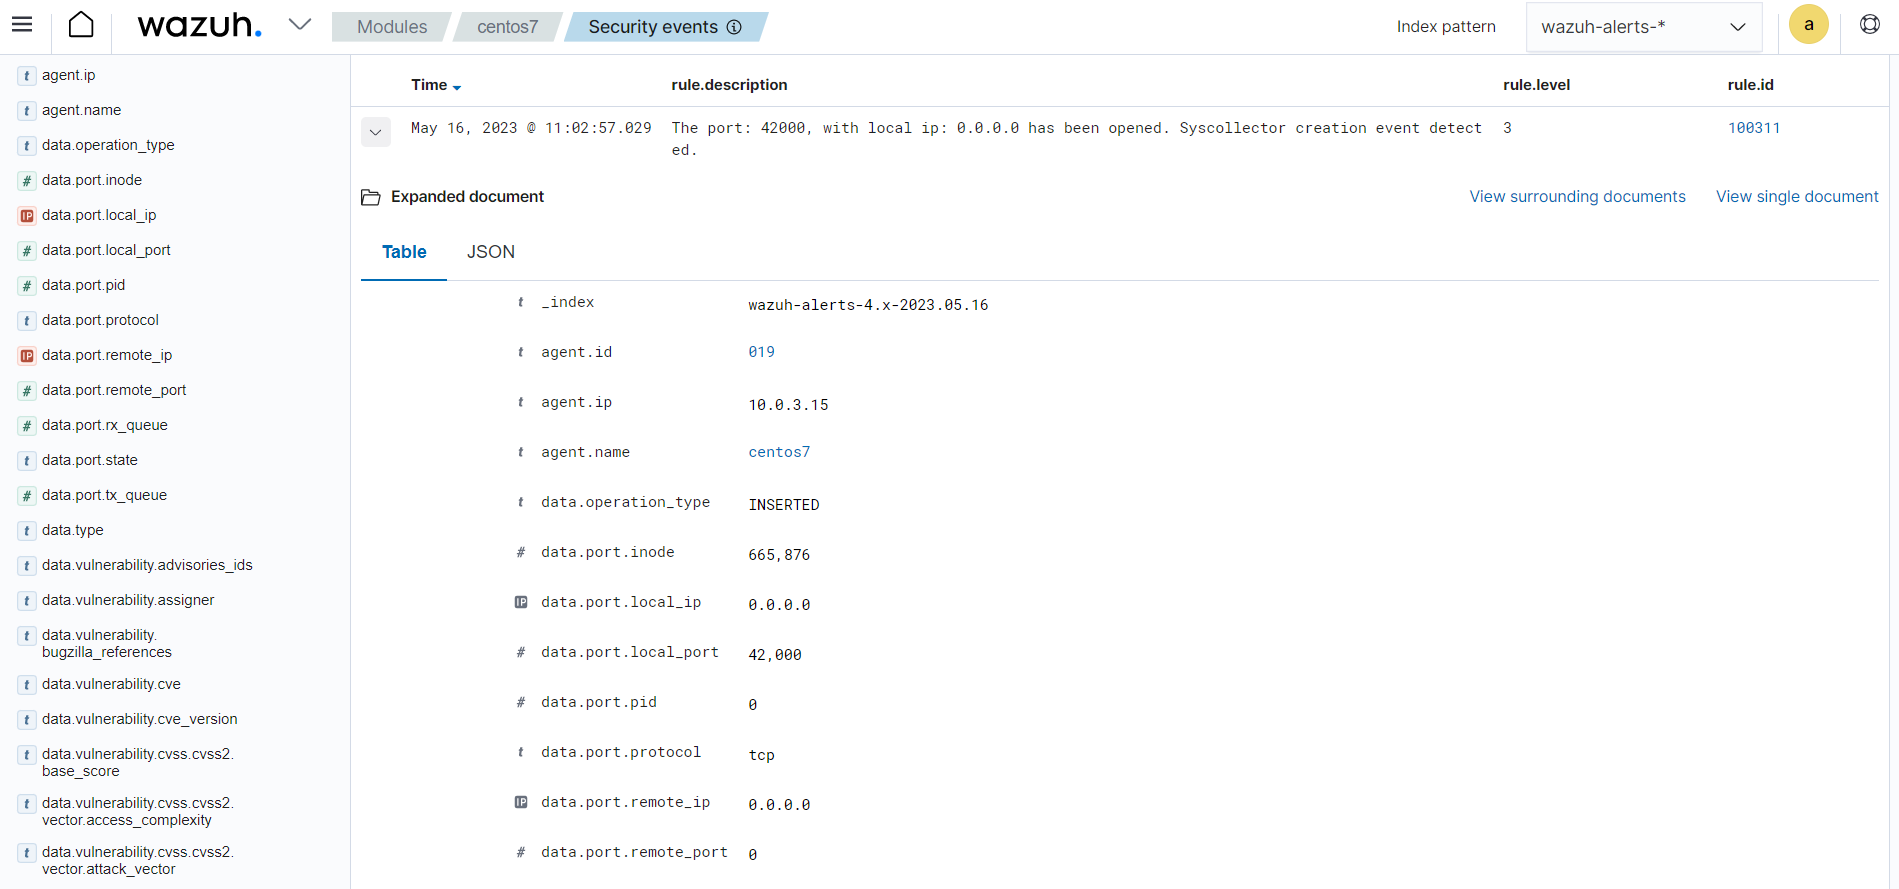 wazuh.
Modules
centos7
Security events
Index pattern
wazuh-alerts-*
a
t agent.ip
t agent.name
t data.operation_type
# data.port.inode
IP data.port.local_ip
# data.port.local_port
# data.port.pid
t data.port.protocol
IP data.port.remote_ip
# data.port.remote_port
# data.port.rx_queue
t data.port.state
# data.port.tx_queue
t data.type
t data.vulnerability.advisories_ids
t data.vulnerability.assigner
t data.vulnerability.
bugzilla_references
t data.vulnerability.cve
t data.vulnerability.cve_version
t data.vulnerability.cvss.cvss2.
base_score
t data.vulnerability.cvss.cvss2.
vector.access_complexity
t data.vulnerability.cvss.cvss2.
vector.attack_vector
Time rule.description rule.level rule.id
May 16, 2023 @ 11:02:57.029 The port: 42000, with local ip: 0.0.0.0 has been opened. Syscollector creation event detect 3 100311
ed.
Expanded document View surrounding documents View single document
Table JSON
t _index wazuh-alerts-4.x-2023.05.16
t agent.id 019
t agent.ip 10.0.3.15
t agent.name centos7
t data.operation_type INSERTED
# data.port.inode 665,876
IP data.port.local_ip 0.0.0.0
# data.port.local_port 42,000
# data.port.pid 0
t data.port.protocol tcp
IP data.port.remote_ip 0.0.0.0
# data.port.remote_port 0